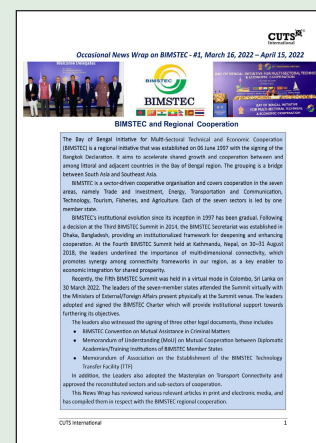 CUTS
International
Occasional News Wrap on BIMSTEC - #1, March 16, 2022 – April 15, 2022
Welcome Delegates
BIMSTEC
BIMSTEC
BIMSTEC and Regional Cooperation
The Bay of Bengal Initiative for Multi-Sectoral Technical and Economic Cooperation
(BIMSTEC) is a regional initiative that was established on 06 June 1997 with the signing of the
Bangkok Declaration. It aims to accelerate shared growth and cooperation between and
among littoral and adjacent countries in the Bay of Bengal region. The grouping is a bridge
between South Asia and Southeast Asia.
BIMSTEC is a sector-driven cooperative organisation and covers cooperation in the seven
areas, namely Trade and Investment, Energy, Transportation and Communication,
Technology, Tourism, Fisheries, and Agriculture. Each of the seven sectors is led by one
member state.
BIMSTEC's institutional evolution since its inception in 1997 has been gradual. Following
a decision at the Third BIMSTEC Summit in 2014, the BIMSTEC Secretariat was established in
Dhaka, Bangladesh, providing an institutionalized framework for deepening and enhancing
cooperation. At the Fourth BIMSTEC Summit held at Kathmandu, Nepal, on 30–31 August
2018, the leaders underlined the importance of multi-dimensional connectivity, which
promotes synergy among connectivity frameworks in our region, as a key enabler to
economic integration for shared prosperity.
Recently, the Fifth BIMSTEC Summit was held in a virtual mode in Colombo, Sri Lanka on
30 March 2022. The leaders of the seven-member states attended the Summit virtually with
the Ministers of External/Foreign Affairs present physically at the Summit venue. The leaders
adopted and signed the BIMSTEC Charter which will provide institutional support towards
furthering its objectives.
The leaders also witnessed the signing of three other legal documents, these includes
• BIMSTEC Convention on Mutual Assistance in Criminal Matters
• Memorandum of Understanding (MoU) on Mutual Cooperation between Diplomatic
Academies/Training Institutions of BIMSTEC Member States
• Memorandum of Association on the Establishment of the BIMSTEC Technology
Transfer Facility (TTF)
In addition, the Leaders also adopted the Masterplan on Transport Connectivity and
approved the reconstituted sectors and sub-sectors of cooperation.
This News Wrap has reviewed various relevant articles in print and electronic media, and
has compiled them in respect with the BIMSTEC regional cooperation.
CUTS International
1